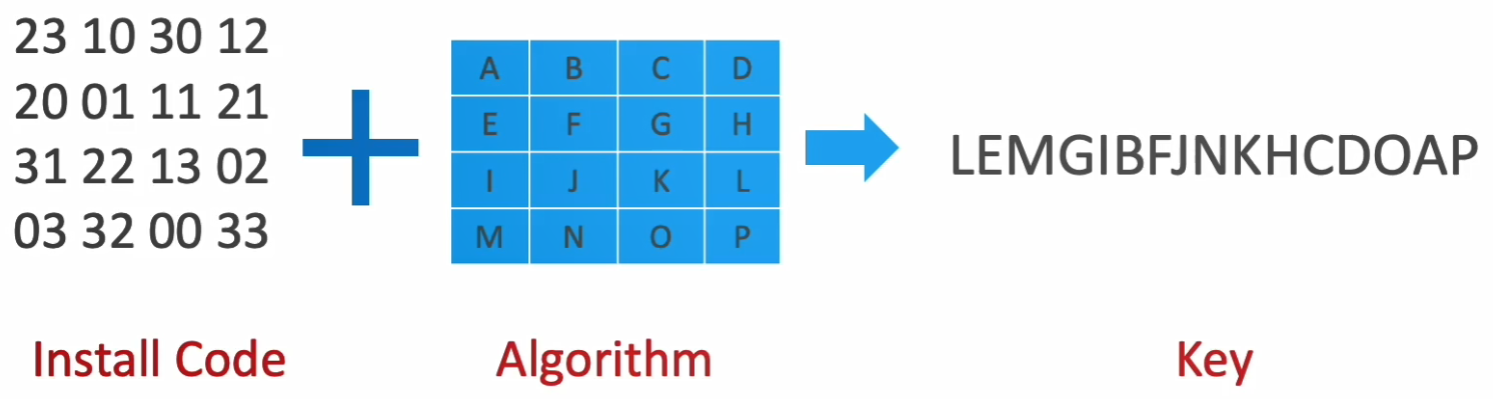 23 10 30 12
20 01 11 21
31 22 13 02
03 32 00 33
A B C D
E F G H
I J K L
M N O P
LEMGIBFJNKHCDOAP
Install Code
Algorithm
Key